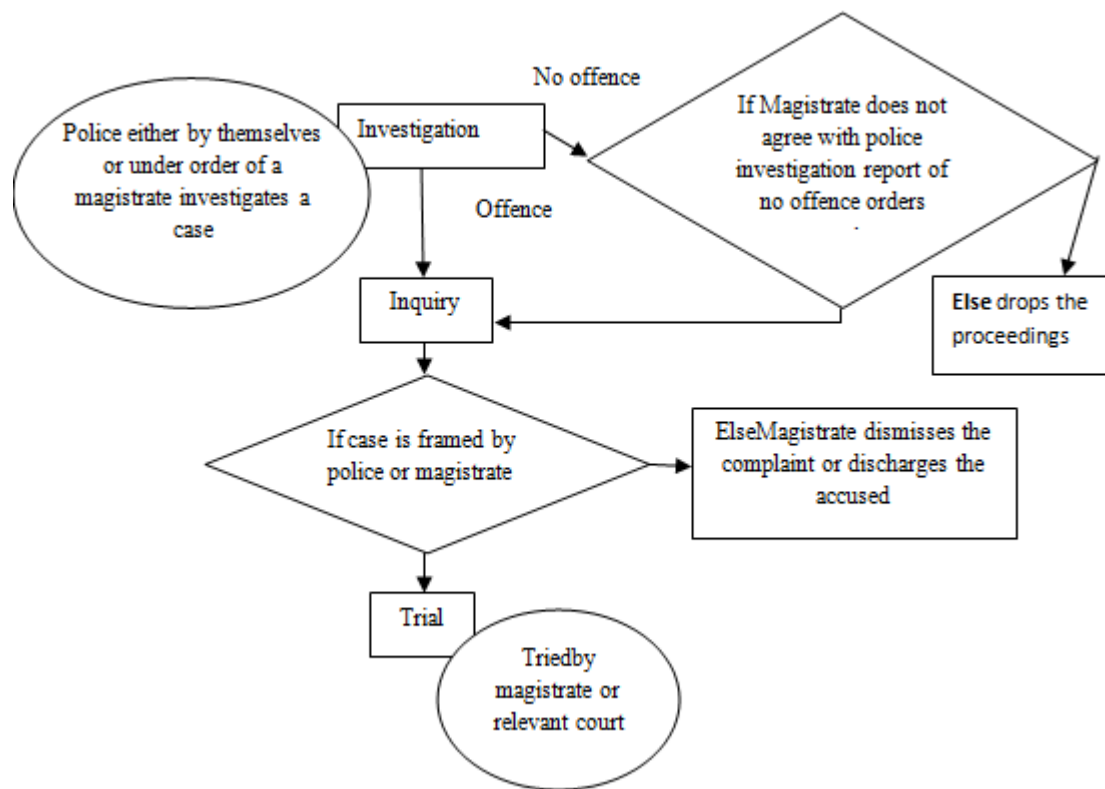 No offence
Police either by themselves
or under order of a
magistrate investigates a
case
Investigation
If Magistrate does not
agree with police
investigation report of
no offence orders
.
Offence
Else drops the
proceedings
Inquiry
If case is framed by
police or magistrate
ElseMagistrate dismisses the
complaint or discharges the
accused
Trial
Triedby
magistrate or
relevant court